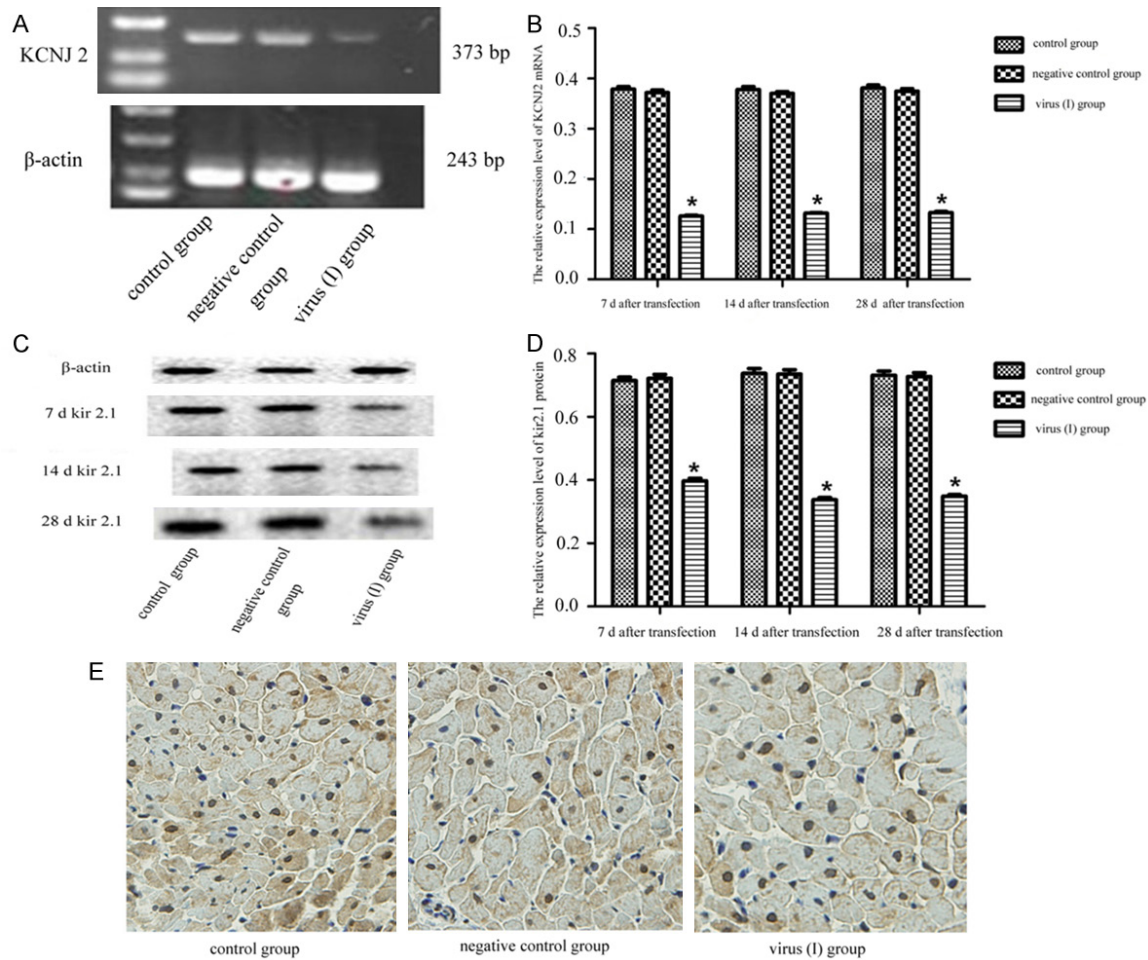 A
KCNJ 2
373 bp
β-actin
243 bp
control group
negative control
group
virus (I) group
B
The relative expression level of KCNJ2 mRNA
0.5
0.4
0.3
0.2
0.1
0.0
*
*
*
7 d after transfection
14 d after transfection
28 d after transfection
control group
negative control group
virus (I) group
C
β-actin
7 d kir 2.1
14 d kir 2.1
28 d kir 2.1
control group
negative control
group
virus (I) group
D
The relative expression level of kir2.1 protein
0.8
0.6
0.4
0.2
0.0
*
*
*
7 d after transfection
14 d after transfection
28 d after transfection
control group
negative control group
virus (I) group
E
control group
negative control group
virus (I) group